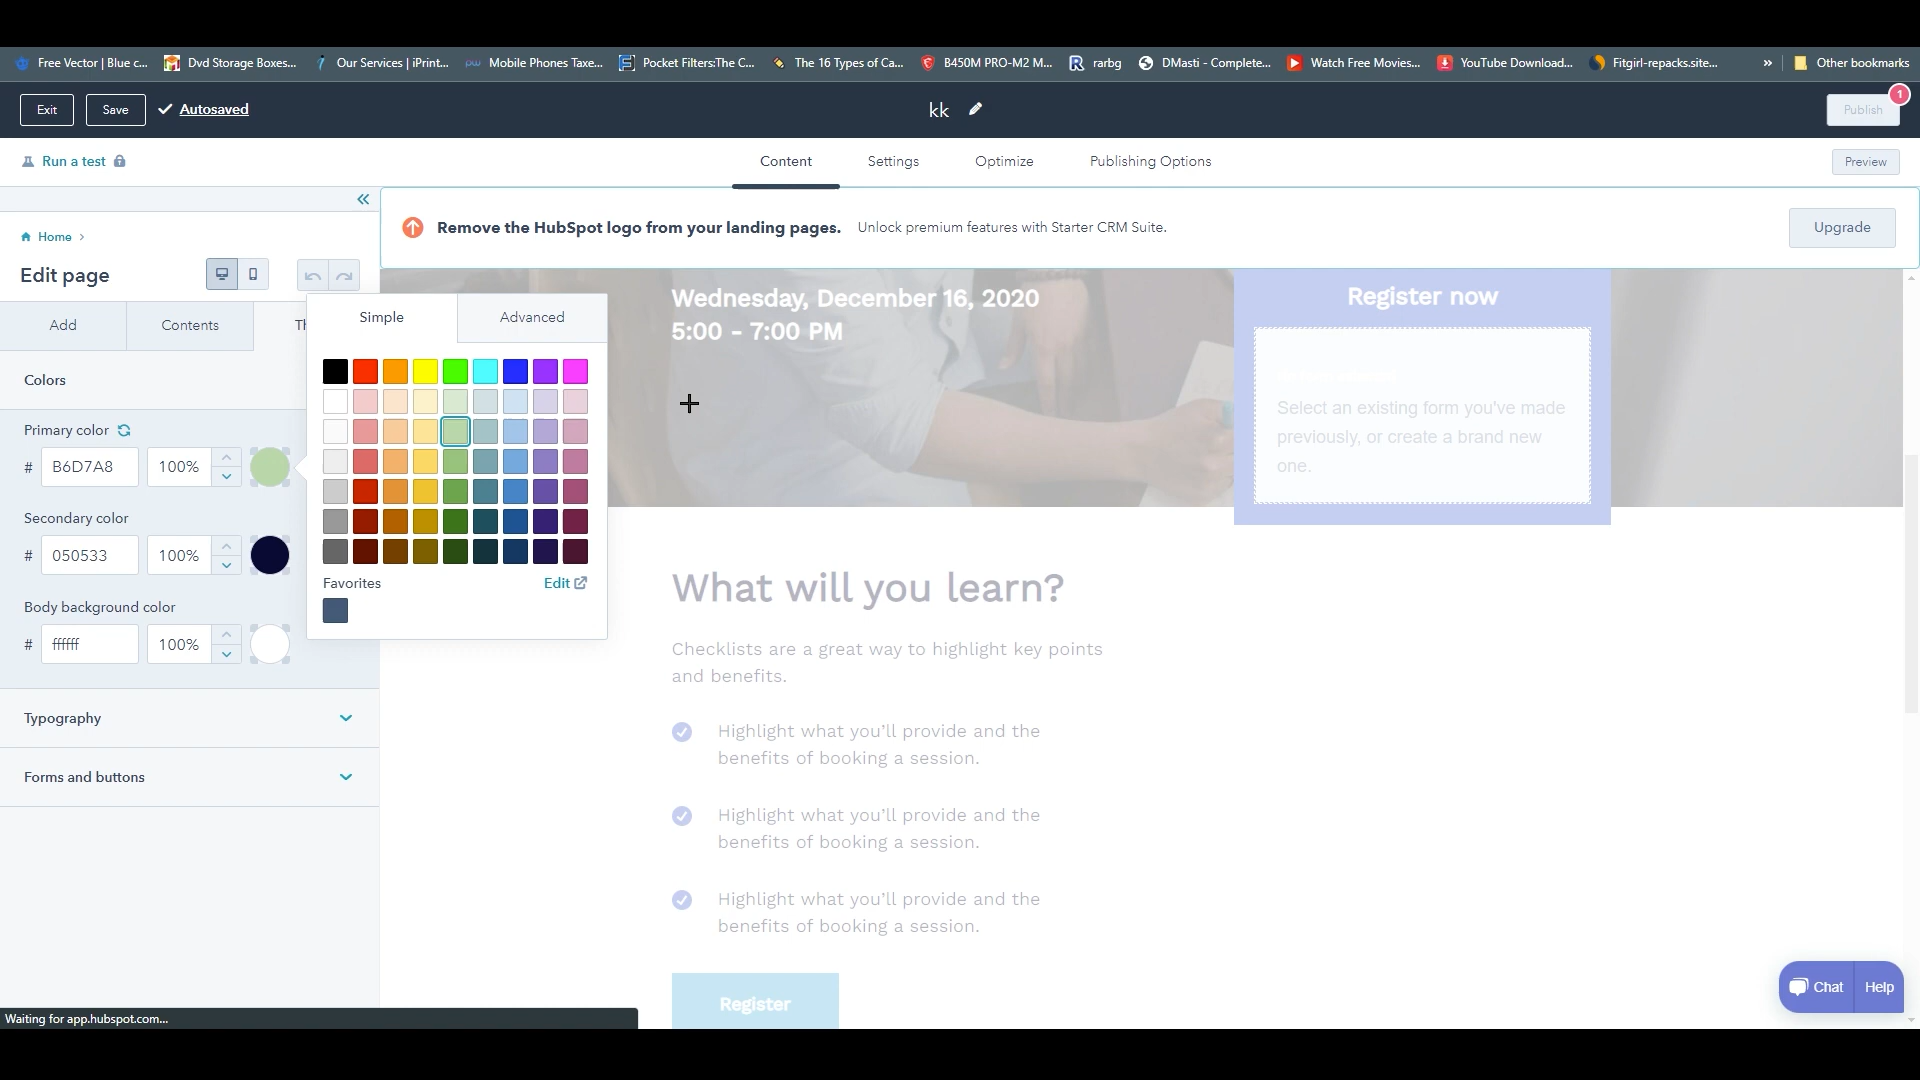 Free Vector | Blue c...
Dvd Storage Boxes...
Our Services | iPrint...
Mobile Phones Taxe...
Pocket Filters:The C...
The 16 Types of Ca...
B450M PRO-M2 M...
rarbg
DMasti - Complete...
Watch Free Movies...
YouTube Download...
Fitgirl-repacks.site...
»
Other bookmarks
Exit
Save
Autosaved
kk
Publish
1
Run a test
Content
Settings
Optimize
Publishing Options
Preview
Remove the HubSpot logo from your landing pages. Unlock premium features with Starter CRM Suite.
Upgrade
Home
Edit page
Add
Contents
Th
Colors
Primary color
# B6D7A8 100%
Secondary color
# 050533 100%
Body background color
# ffffff 100%
Typography
Forms and buttons
Simple
Advanced
Favorites
Edit
Wednesday, December 16, 2020
5:00 - 7:00 PM
Register now
Select an existing form you've made
previously, or create a brand new
one.
What will you learn?
Checklists are a great way to highlight key points
and benefits.
Highlight what you'll provide and the
benefits of booking a session.
Highlight what you'll provide and the
benefits of booking a session.
Highlight what you'll provide and the
benefits of booking a session.
Register
Chat
Help
Waiting for app.hubspot.com...